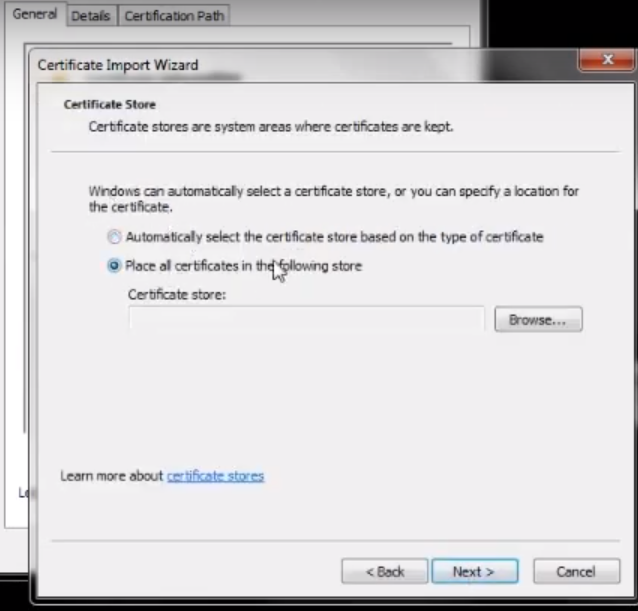 General
Details
Certification Path
Certificate Import Wizard
Certificate Store
Certificate stores are system areas where certificates are kept.
Windows can automatically select a certificate store, or you can specify a location for
the certificate.
Automatically select the certificate store based on the type of certificate
Place all certificates in the following store
Certificate store:
Browse...
Learn more about certificate stores
< Back
Next >
Cancel